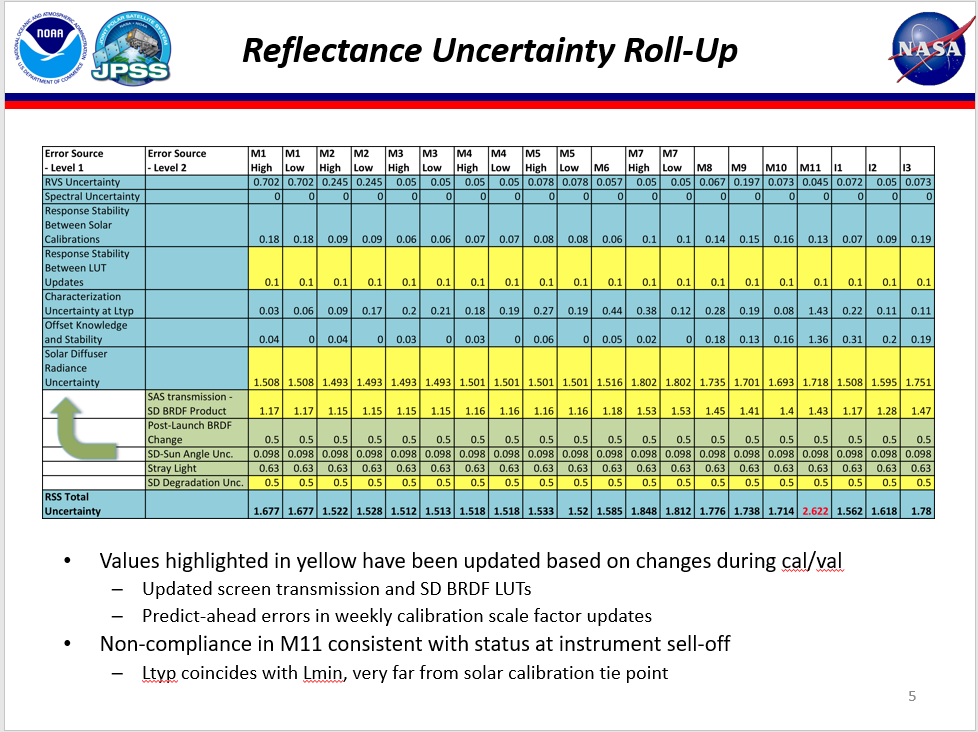 NATIONAL OCEANIC AND ATMOSPHERIC ADMINISTRATION
NOAA
U.S. DEPARTMENT OF COMMERCE
JOINT POLAR SATELLITE SYSTEM
JPSS
Reflectance Uncertainty Roll-Up
NASA
Error Source Error Source M1 M1 M2 M2 M3 M3 M4 M4 M5 M5 M7 M7
- Level 1 - Level 2 High Low High Low High Low High Low High Low M6 High Low M8 M9 M10 M11 I1 I2 I3
RVS Uncertainty 0.702 0.702 0.245 0.245 0.05 0.05 0.05 0.05 0.078 0.078 0.057 0.05 0.05 0.067 0.197 0.073 0.045 0.072 0.05 0.073
Spectral Uncertainty 0 0 0 0 0 0 0 0 0 0 0 0 0 0 0 0 0 0 0 0
Response Stability
Between Solar
Calibrations 0.18 0.18 0.09 0.09 0.06 0.06 0.07 0.07 0.08 0.08 0.06 0.1 0.1 0.14 0.15 0.16 0.13 0.07 0.09 0.19
Response Stability
Between LUT
Updates 0.1 0.1 0.1 0.1 0.1 0.1 0.1 0.1 0.1 0.1 0.1 0.1 0.1 0.1 0.1 0.1 0.1 0.1 0.1 0.1
Characterization
Uncertainty at Ltyp 0.03 0.06 0.09 0.17 0.2 0.21 0.18 0.19 0.27 0.19 0.44 0.38 0.12 0.28 0.19 0.08 1.43 0.22 0.11 0.11
Offset Knowledge
and Stability 0.04 0 0.04 0 0.03 0 0.03 0 0.06 0 0.05 0.02 0 0.18 0.13 0.16 1.36 0.31 0.2 0.19
Solar Diffuser
Radiance
Uncertainty 1.508 1.508 1.493 1.493 1.493 1.493 1.501 1.501 1.501 1.501 1.516 1.802 1.802 1.735 1.701 1.693 1.718 1.508 1.595 1.751
SAS transmission -
SD BRDF Product 1.17 1.17 1.15 1.15 1.15 1.15 1.16 1.16 1.16 1.16 1.18 1.53 1.53 1.45 1.41 1.4 1.43 1.17 1.28 1.47
Post-Launch BRDF
Change 0.5 0.5 0.5 0.5 0.5 0.5 0.5 0.5 0.5 0.5 0.5 0.5 0.5 0.5 0.5 0.5 0.5 0.5 0.5 0.5
SD-Sun Angle Unc. 0.098 0.098 0.098 0.098 0.098 0.098 0.098 0.098 0.098 0.098 0.098 0.098 0.098 0.098 0.098 0.098 0.098 0.098 0.098 0.098
Stray Light 0.63 0.63 0.63 0.63 0.63 0.63 0.63 0.63 0.63 0.63 0.63 0.63 0.63 0.63 0.63 0.63 0.63 0.63 0.63 0.63
SD Degradation Unc. 0.5 0.5 0.5 0.5 0.5 0.5 0.5 0.5 0.5 0.5 0.5 0.5 0.5 0.5 0.5 0.5 0.5 0.5 0.5 0.5
RSS Total
Uncertainty 1.677 1.677 1.522 1.528 1.512 1.513 1.518 1.518 1.533 1.52 1.585 1.848 1.812 1.776 1.738 1.714 2.622 1.562 1.618 1.78
• Values highlighted in yellow have been updated based on changes during cal/val
– Updated screen transmission and SD BRDF LUTs
– Predict-ahead errors in weekly calibration scale factor updates
• Non-compliance in M11 consistent with status at instrument sell-off
– Ltyp coincides with Lmin, very far from solar calibration tie point
5